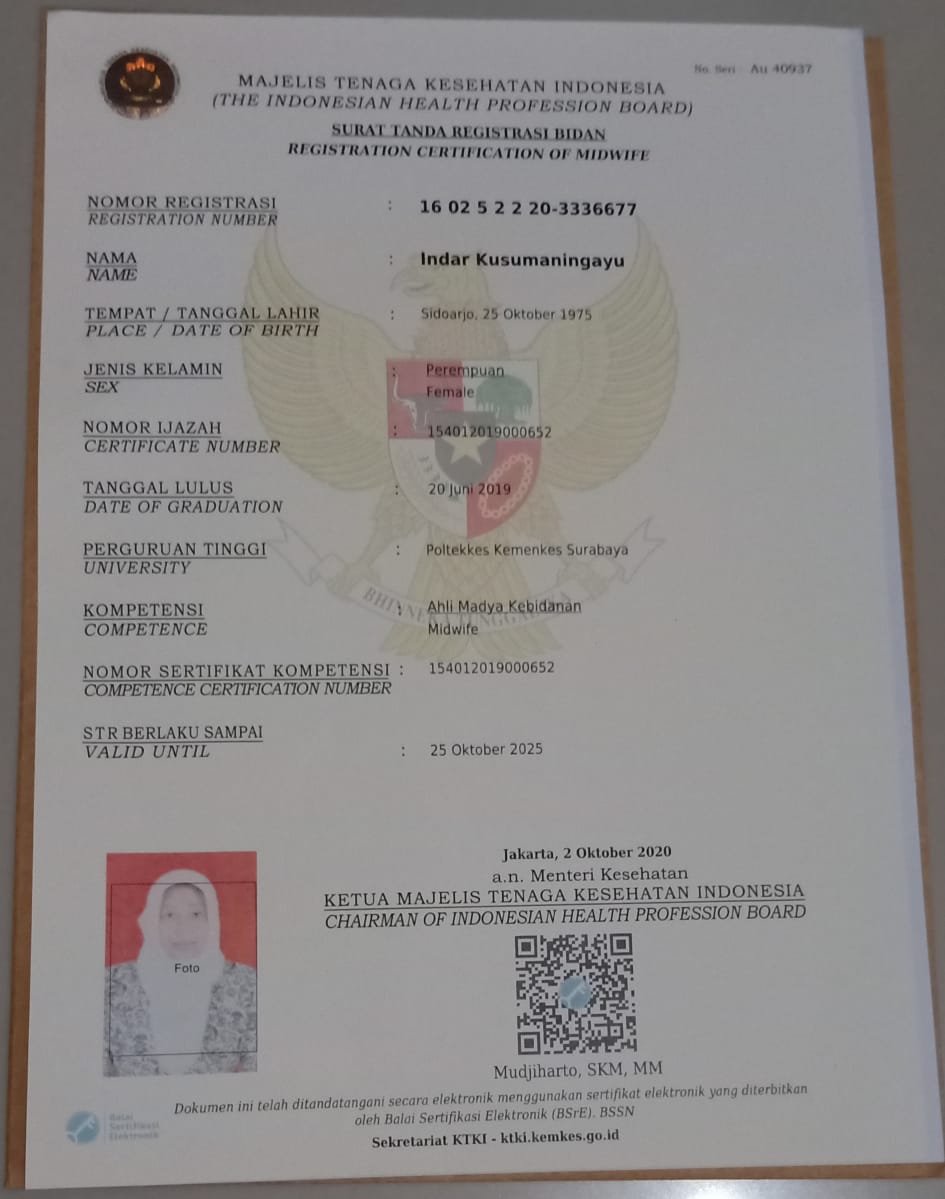 No. Seri Au 40937
MAJELIS TENAGA KESEHATAN INDONESIA
(THE INDONESIAN HEALTH PROFESSION BOARD)
SURAT TANDA REGISTRASI BIDAN
REGISTRATION CERTIFICATION OF MIDWIFE
NOMOR REGISTRASI : 16 02 5 2 2 20-3336677
REGISTRATION NUMBER
NAMA : Indar Kusumaningayu
NAME
TEMPAT / TANGGAL LAHIR : Sidoarjo, 25 Oktober 1975
PLACE / DATE OF BIRTH
JENIS KELAMIN : Perempuan
SEX Female
NOMOR IJAZAH : 154012019000652
CERTIFICATE NUMBER
TANGGAL LULUS : 20 Juni 2019
DATE OF GRADUATION
PERGURUAN TINGGI : Poltekkes Kemenkes Surabaya
UNIVERSITY
BHINNEKA TUNGGAL IKA
KOMPETENSI : Ahli Madya Kebidanan
COMPETENCE Midwife
NOMOR SERTIFIKAT KOMPETENSI : 154012019000652
COMPETENCE CERTIFICATION NUMBER
STR BERLAKU SAMPAI
VALID UNTIL : 25 Oktober 2025
Jakarta, 2 Oktober 2020
a.n. Menteri Kesehatan
KETUA MAJELIS TENAGA KESEHATAN INDONESIA
CHAIRMAN OF INDONESIAN HEALTH PROFESSION BOARD
Foto
Mudjiharto, SKM, MM
Dokumen ini telah ditandatangani secara elektronik menggunakan sertifikat elektronik yang diterbitkan
oleh Balai Sertifikasi Elektronik (BSrE). BSSN
Balai
Sertifikasi
Elektronik
Sekretariat KTKI - ktki.kemkes.go.id